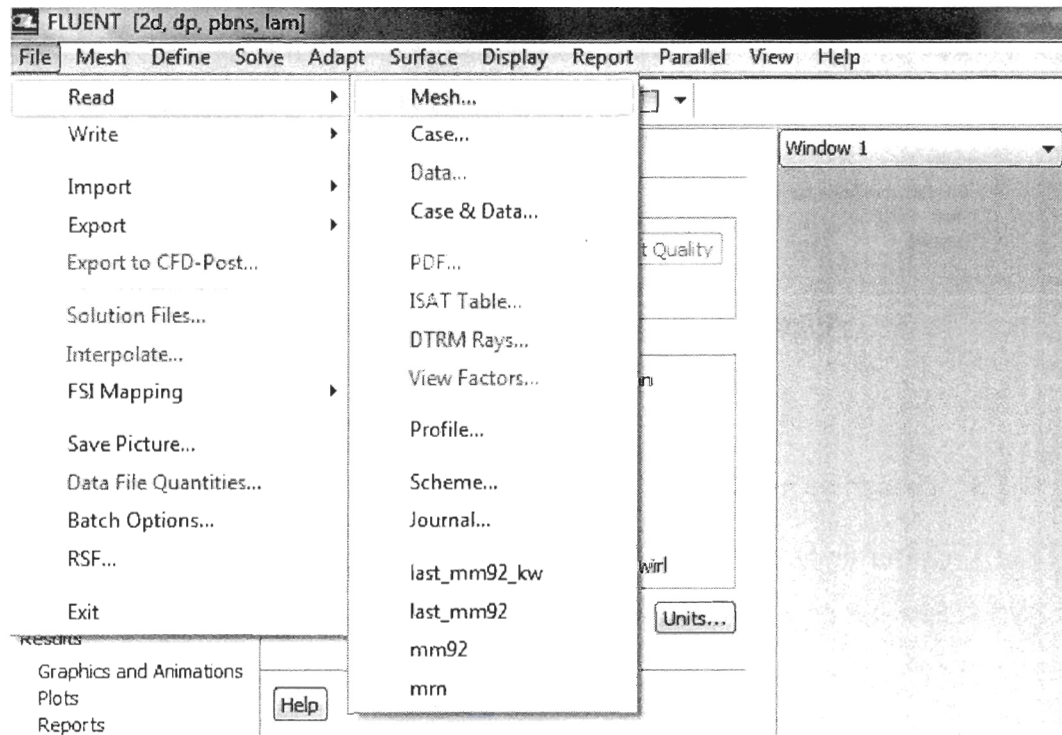 FLUENT [2d, dp, pbns, lam]
File Mesh Define Solve Adapt Surface Display Report Parallel View Help
Read
Write
Import
Export
Export to CFD-Post...
Solution Files...
Interpolate...
FSI Mapping
Save Picture...
Data File Quantities...
Batch Options...
RSF...
Exit
Mesh...
Case...
Data...
Case & Data...
PDF...
ISAT Table...
DTRM Rays...
View Factors...
Profile...
Scheme...
Journal...
last_mm92_kw
last_mm92
mm92
mrn
Window 1
t Quality
wirl
Units...
Results
Graphics and Animations
Plots
Reports
Help